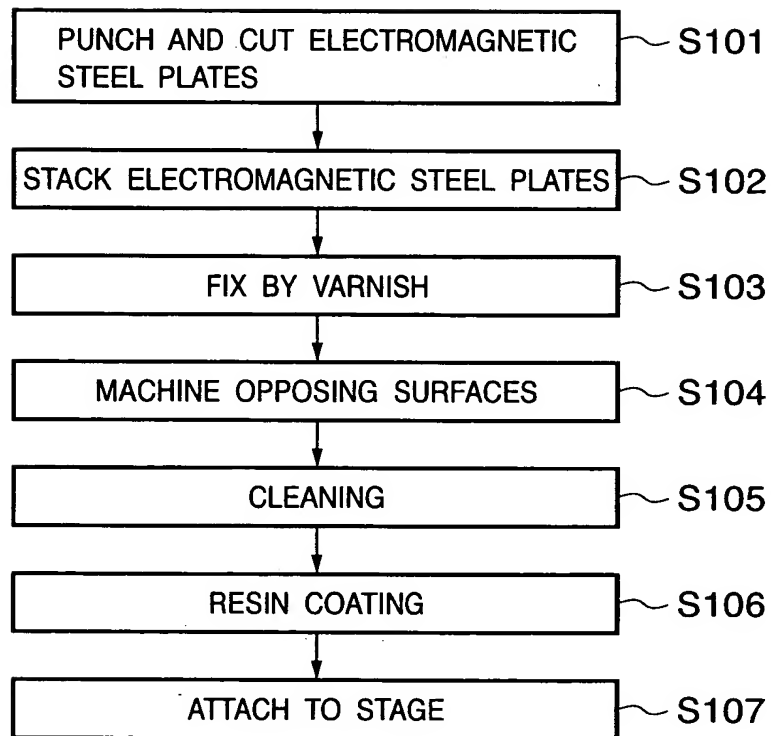 PUNCH AND CUT ELECTROMAGNETIC
STEEL PLATES
S101
STACK ELECTROMAGNETIC STEEL PLATES
S102
FIX BY VARNISH
S103
MACHINE OPPOSING SURFACES
S104
CLEANING
S105
RESIN COATING
S106
ATTACH TO STAGE
S107